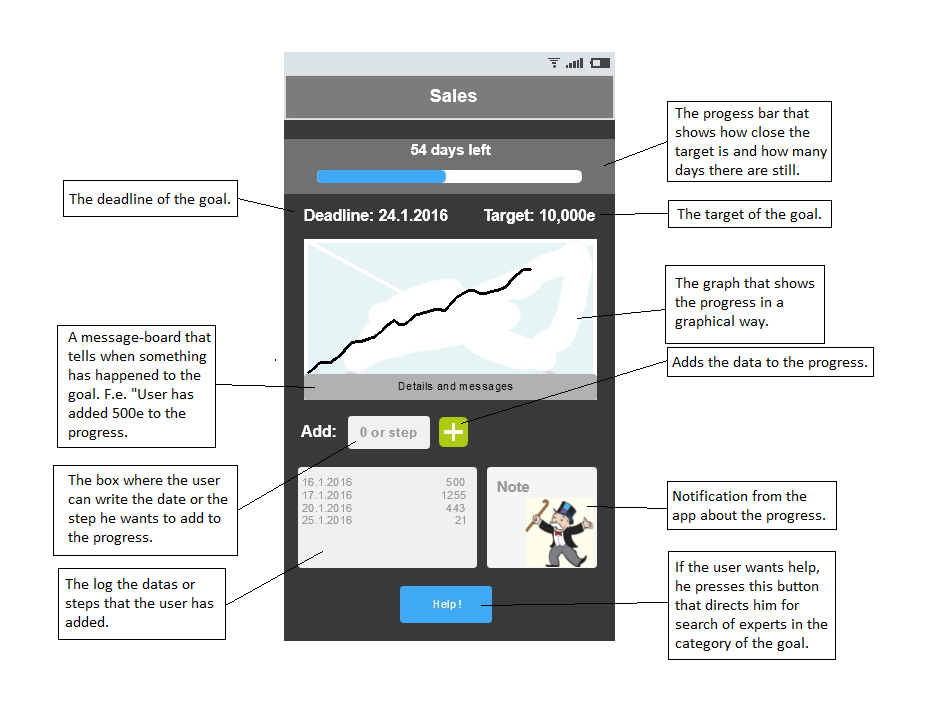 Sales
The progess bar that
shows how close the
target is and how many
days there are still.
54 days left
The deadline of the goal.
Deadline: 24.1.2016 Target: 10,000e
The target of the goal.
The graph that shows
the progress in a
graphical way.
A message-board that
tells when something
has happened to the
goal. F.e. "User has
added 500e to the
progress.
Details and messages
Adds the data to the progress.
Add: 0 or step +
The box where the user
can write the date or the
step he wants to add to
the progress.
16.1.2016 500
17.1.2016 1255
20.1.2016 443
25.1.2016 21
Note
Notification from the
app about the progress.
The log the datas or
steps that the user has
added.
Help!
If the user wants help,
he presses this button
that directs him for
search of experts in the
category of the goal.